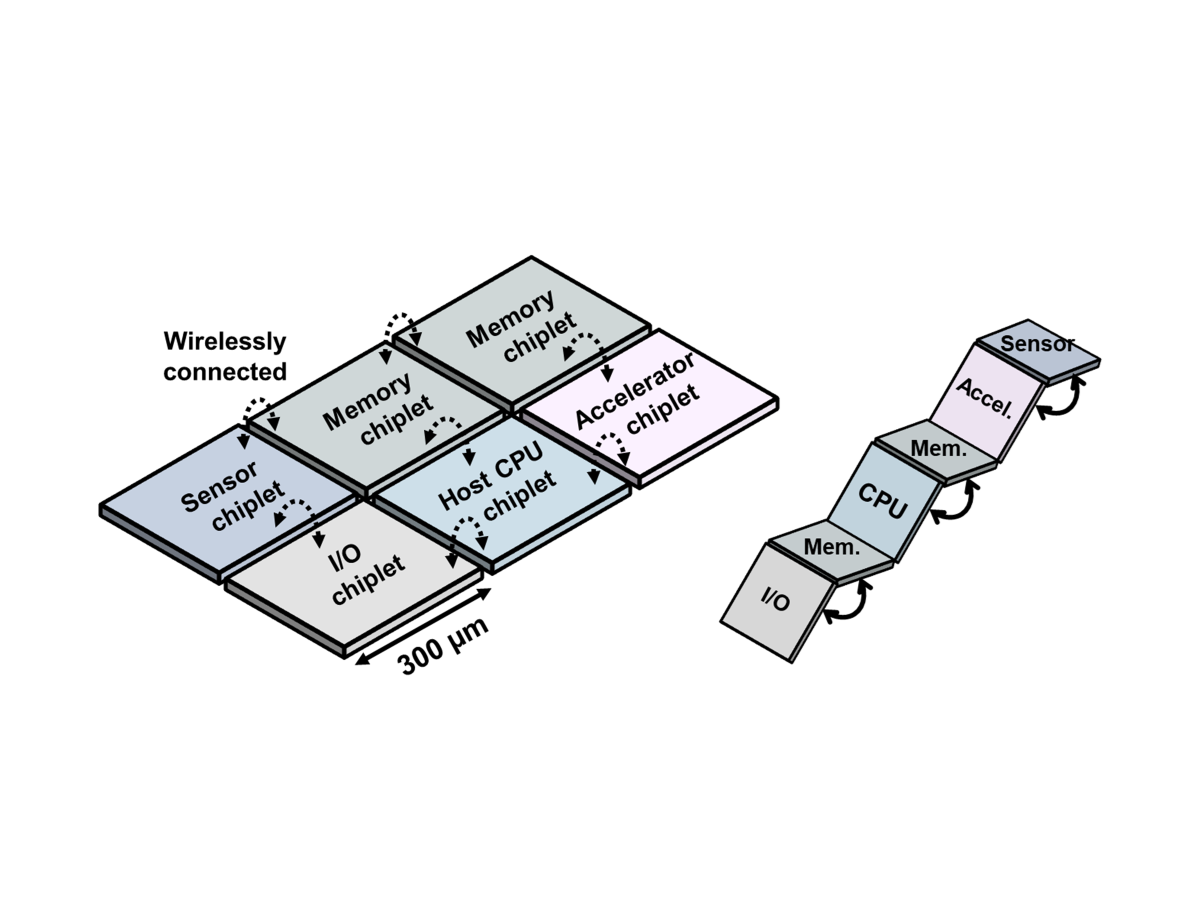 Wirelessly
connected
Memory
chiplet
Memory
chiplet
Accelerator
chiplet
Sensor
chiplet
Host CPU
chiplet
I/O
chiplet
300 μm
Sensor
Accel.
Mem.
CPU
Mem.
I/O